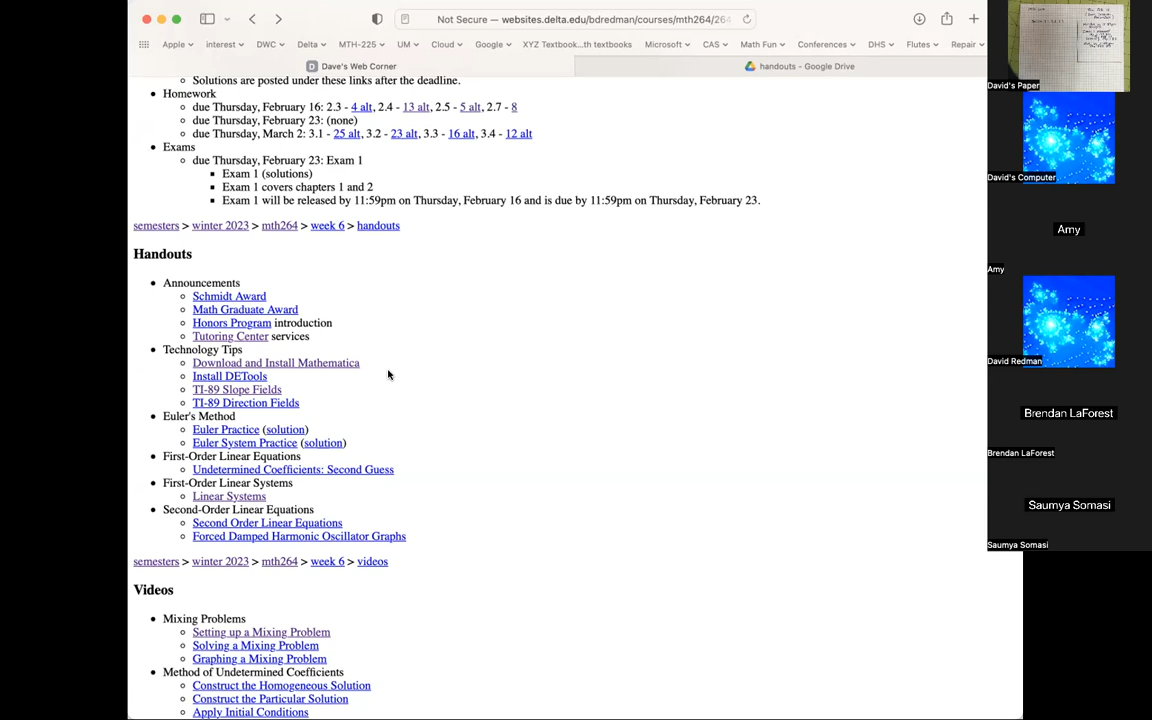 Not Secure — websites.delta.edu/bdredman/courses/mth264/264
Apple interest DWC Delta MTH-225 UM Cloud Google XYZ Textbook...th textbooks Microsoft CAS Math Fun Conferences DHS Flutes Repair
Dave's Web Corner
handouts - Google Drive
Solutions are posted under these links after the deadline.
Homework
due Thursday, February 16: 2.3 - 4 alt, 2.4 - 13 alt, 2.5 - 5 alt, 2.7 - 8
due Thursday, February 23: (none)
due Thursday, March 2: 3.1 - 25 alt, 3.2 - 23 alt, 3.3 - 16 alt, 3.4 - 12 alt
Exams
due Thursday, February 23: Exam 1
Exam 1 (solutions)
Exam 1 covers chapters 1 and 2
Exam 1 will be released by 11:59pm on Thursday, February 16 and is due by 11:59pm on Thursday, February 23.
semesters > winter 2023 > mth264 > week 6 > handouts
Handouts
Announcements
Schmidt Award
Math Graduate Award
Honors Program introduction
Tutoring Center services
Technology Tips
Download and Install Mathematica
Install DETools
TI-89 Slope Fields
TI-89 Direction Fields
Euler's Method
Euler Practice (solution)
Euler System Practice (solution)
First-Order Linear Equations
Undetermined Coefficients: Second Guess
First-Order Linear Systems
Linear Systems
Second-Order Linear Equations
Second Order Linear Equations
Forced Damped Harmonic Oscillator Graphs
semesters > winter 2023 > mth264 > week 6 > videos
Videos
Mixing Problems
Setting up a Mixing Problem
Solving a Mixing Problem
Graphing a Mixing Problem
Method of Undetermined Coefficients
Construct the Homogeneous Solution
Construct the Particular Solution
Apply Initial Conditions
David's Paper
David's Computer
Amy
Amy
David Redman
Brendan LaForest
Brendan LaForest
Saumya Somasi
Saumya Somasi